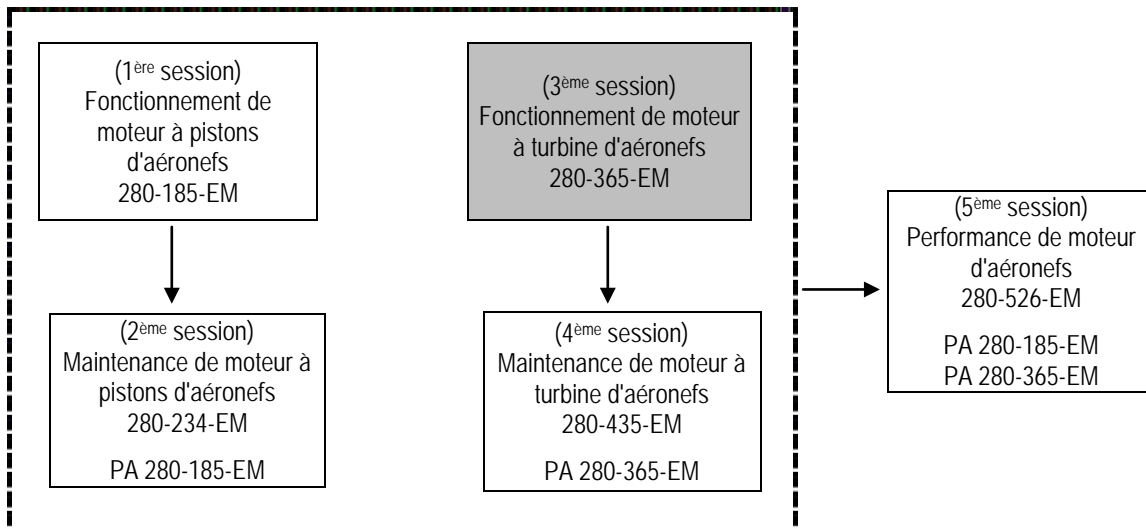 (1ère session)
Fonctionnement de
moteur à pistons
d'aéronefs
280-185-EM
(2ème session)
Maintenance de moteur à
pistons d'aéronefs
280-234-EM
PA 280-185-EM
(3ème session)
Fonctionnement de moteur
à turbine d'aéronefs
280-365-EM
(4ème session)
Maintenance de moteur à
turbine d'aéronefs
280-435-EM
PA 280-365-EM
(5ème session)
Performance de moteur
d'aéronefs
280-526-EM
PA 280-185-EM
PA 280-365-EM